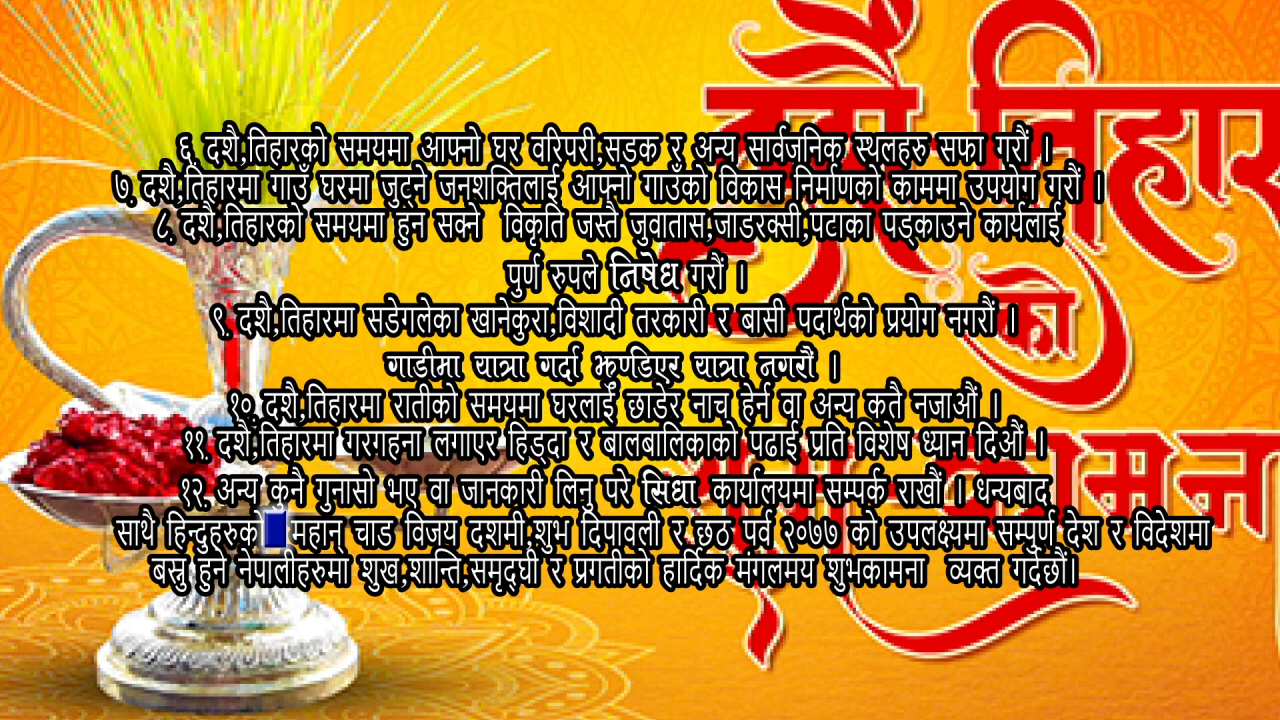 दशैं तिहार
को
६. दशै,तिहारको समयमा आफ्नो घर वरिपरी,सडक र अन्य सार्वजनिक स्थलहरु सफा गरौं ।
७. दशै,तिहारमा गाउँ घरमा जुट्ने जनशक्तिलाई आफ्नो गाउँको विकास निर्माणको काममा उपयोग गरौं ।
८. दशै,तिहारको समयमा हुन सक्ने विकृति जस्तै जुवातास,जाडरक्सी,पटाका पड्काउने कार्यलाई
पुर्ण रुपले निषेध गरौं ।
९. दशै,तिहारमा सडेगलेका खानेकुरा,विशादी तरकारी र बासी पदार्थको प्रयोग नगरौं ।
गाडीमा यात्रा गर्दा झुण्डिएर यात्रा नगरौं ।
१०. दशै,तिहारमा रातीको समयमा घरलाई छाडेर नाच हेर्न वा अन्य कतै नजाऔं ।
११. दशै,तिहारमा गरगहना लगाएर हिड्दा र बालबालिकाको पढाई प्रति विशेष ध्यान दिऔं ।
१२. अन्य कुनै गुनासो भए वा जानकारी लिनु परे सिधा कार्यालयमा सम्पर्क राखौं । धन्यबाद
साथै हिन्दुहरुको महान् चाड विजय दशमी,शुभ दिपावली र छठ पर्व २०७७ को उपलक्ष्यमा सम्पुर्ण देश र विदेशमा
बस्नु हुने नेपालीहरुमा शुख,शान्ति,समृद्घी र प्रगतीको हार्दिक मंगलमय शुभकामना व्यक्त गर्दछौं।